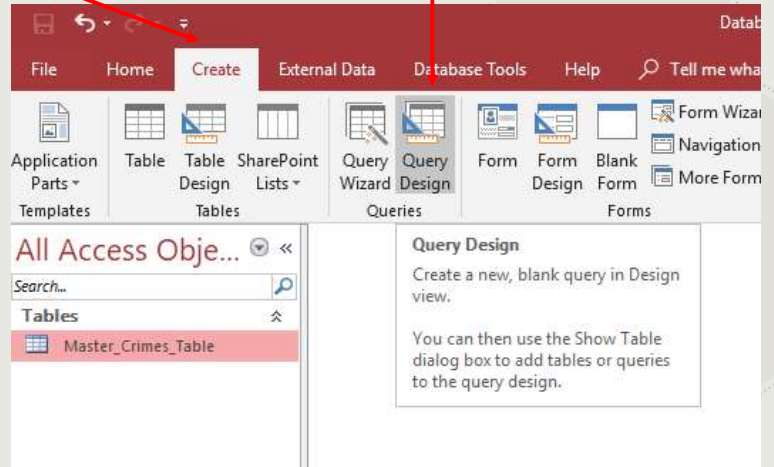 Datab
File Home Create External Data Database Tools Help Tell me wha
Application Parts
Table
Table Design
SharePoint Lists
Query Wizard
Query Design
Form
Form Design
Blank Form
Form Wizar
Navigation
More Form
Templates Tables Queries Forms
All Access Obje...
Search...
Tables
Master_Crimes_Table
Query Design
Create a new, blank query in Design
view.
You can then use the Show Table
dialog box to add tables or queries
to the query design.